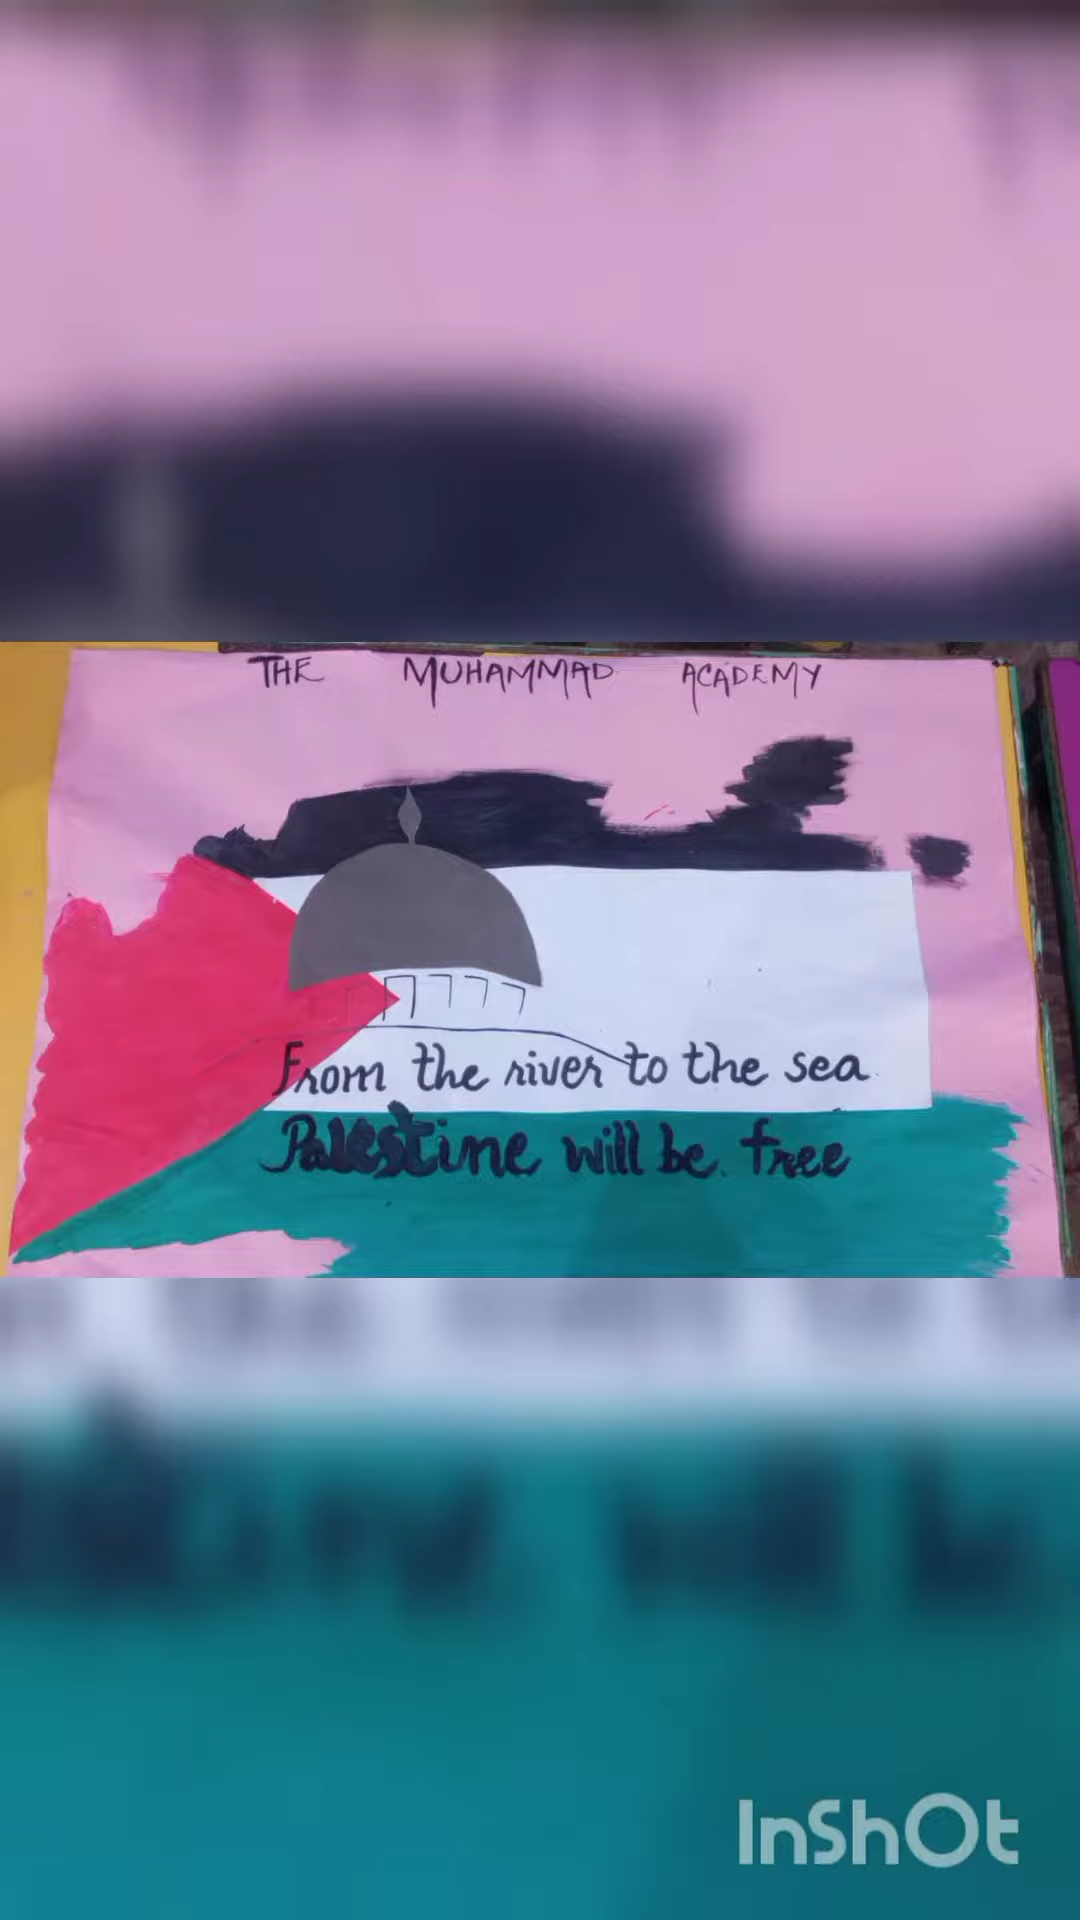 THE MUHAMMAD ACADEMY
From the river to the sea
Palestine will be free
InShOt